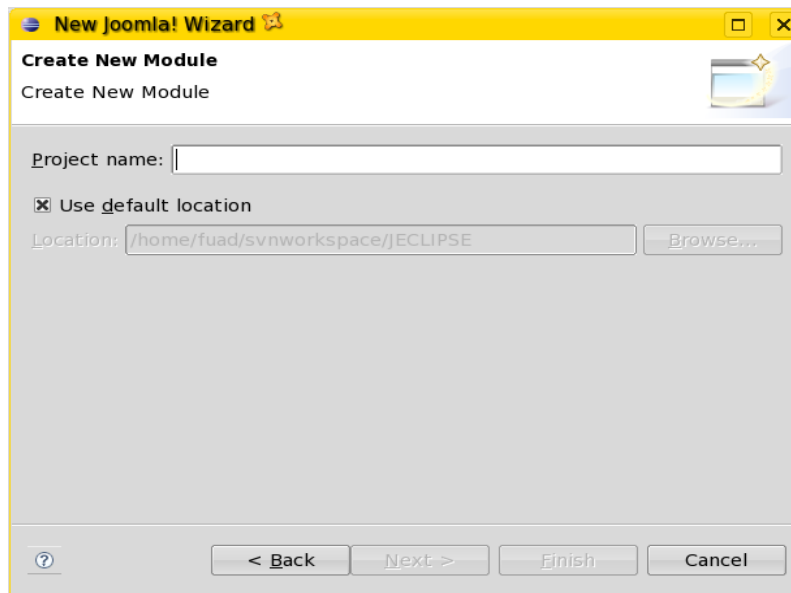 New Joomla! Wizard
Create New Module
Create New Module
Project name:
Use default location
Location: /home/fuad/svnworkspace/JECLIPSE Browse...
? < Back Next > Finish Cancel